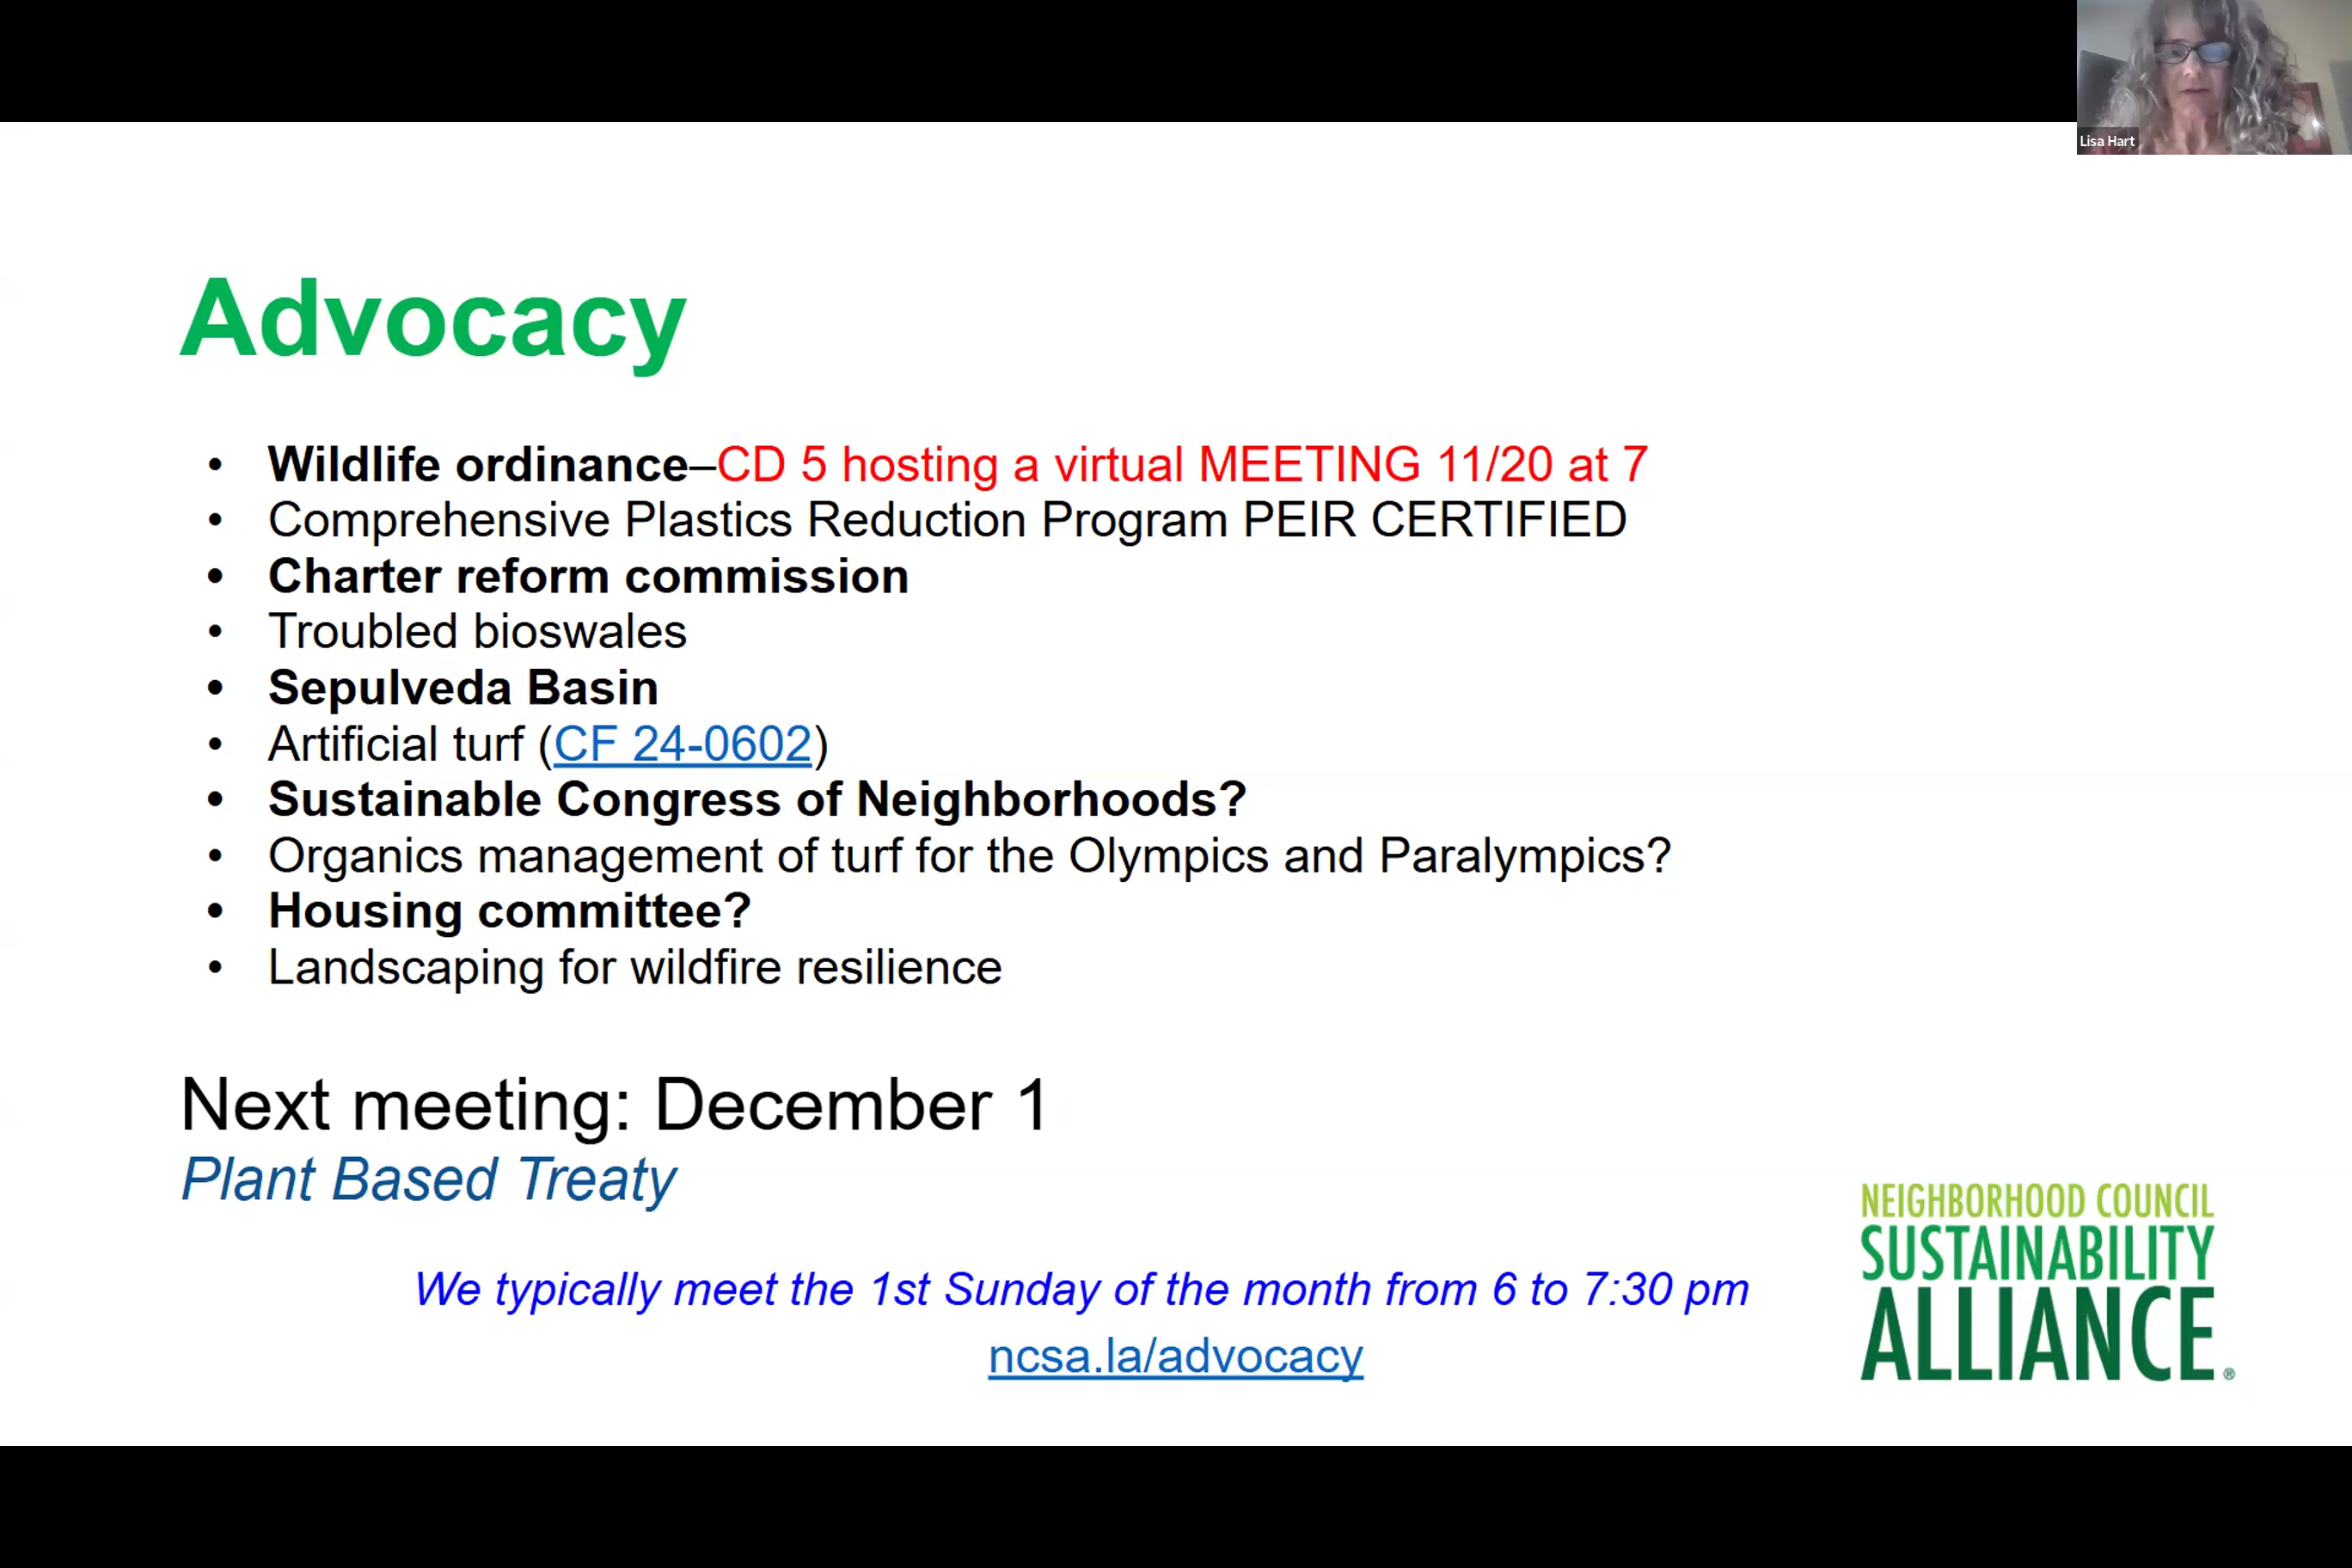 Lisa Hart
Advocacy
• Wildlife ordinance–CD 5 hosting a virtual MEETING 11/20 at 7
• Comprehensive Plastics Reduction Program PEIR CERTIFIED
• Charter reform commission
• Troubled bioswales
• Sepulveda Basin
• Artificial turf (CF 24-0602)
• Sustainable Congress of Neighborhoods?
• Organics management of turf for the Olympics and Paralympics?
• Housing committee?
• Landscaping for wildfire resilience
Next meeting: December 1
Plant Based Treaty
We typically meet the 1st Sunday of the month from 6 to 7:30 pm
ncsa.la/advocacy
NEIGHBORHOOD COUNCIL
SUSTAINABILITY
ALLIANCE®